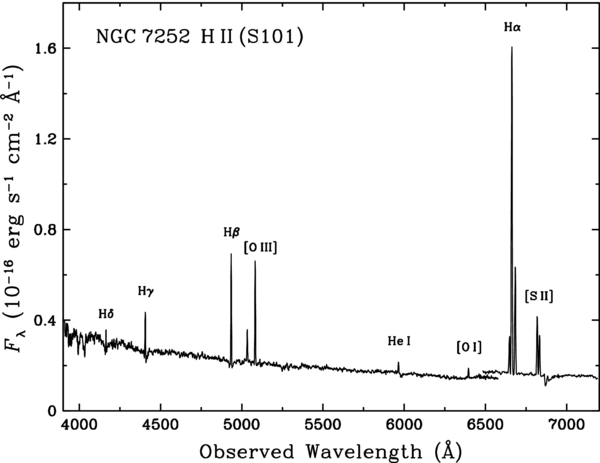 NGC 7252 H II (S101)
Hα
1.6
1.2
Hβ
[O III]
0.8
Hγ
Hδ
[S II]
He I
[O I]
0.4
0
4000 4500 5000 5500 6000 6500 7000
Observed Wavelength (Å)
Fλ (10⁻¹⁶ erg s⁻¹ cm⁻² Å⁻¹)